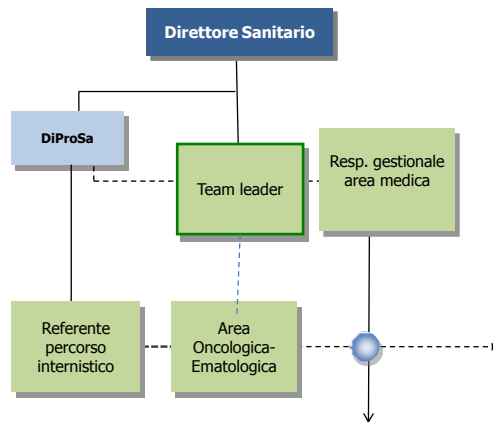 Direttore Sanitario
DiProSa
Team leader
Resp. gestionale
area medica
Referente
percorso
internistico
Area
Oncologica-
Ematologica